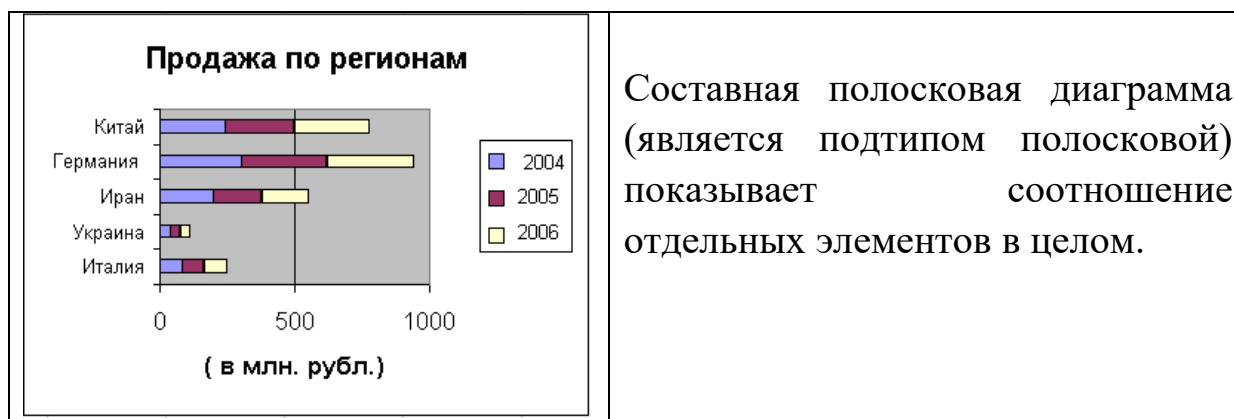 Продажа по регионам
Китай
Германия
Иран
Украина
Италия
0 500 1000
( в млн. рубл.)
2004
2005
2006
Составная полосковая диаграмма
(является подтипом полосковой)
показывает соотношение
отдельных элементов в целом.